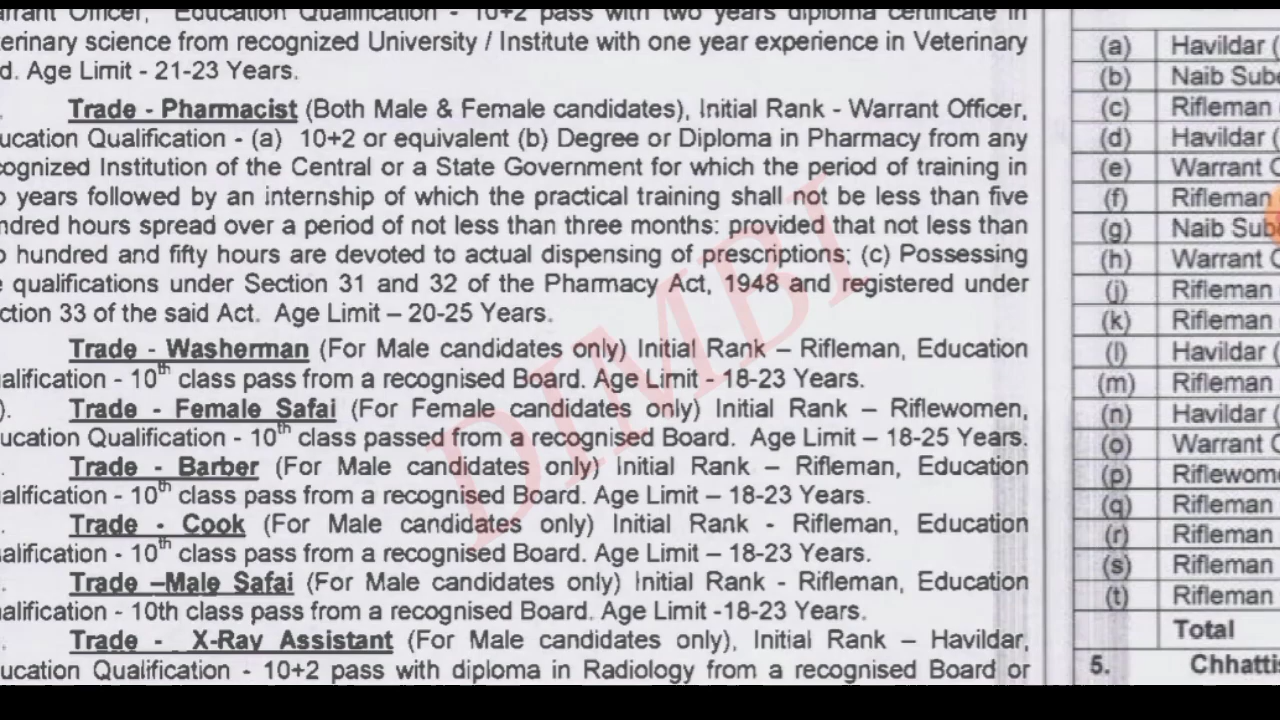 arrant Officer, Education Qualification - 10+2 pass with two years diploma certificate in
terinary science from recognized University / Institute with one year experience in Veterinary
d. Age Limit - 21-23 Years.
. Trade - Pharmacist (Both Male & Female candidates), Initial Rank - Warrant Officer,
ucation Qualification - (a) 10+2 or equivalent (b) Degree or Diploma in Pharmacy from any
cognized Institution of the Central or a State Government for which the period of training in
o years followed by an internship of which the practical training shall not be less than five
ndred hours spread over a period of not less than three months: provided that not less than
o hundred and fifty hours are devoted to actual dispensing of prescriptions; (c) Possessing
e qualifications under Section 31 and 32 of the Pharmacy Act, 1948 and registered under
ction 33 of the said Act. Age Limit – 20-25 Years.
Trade - Washerman (For Male candidates only) Initial Rank – Rifleman, Education
alification - 10th class pass from a recognised Board. Age Limit - 18-23 Years.
). Trade - Female Safai (For Female candidates only) Initial Rank – Riflewomen,
ucation Qualification - 10th class passed from a recognised Board. Age Limit – 18-25 Years.
. Trade - Barber (For Male candidates only) Initial Rank – Rifleman, Education
alification - 10th class pass from a recognised Board. Age Limit – 18-23 Years.
. Trade - Cook (For Male candidates only) Initial Rank - Rifleman, Education
alification - 10th class pass from a recognised Board. Age Limit – 18-23 Years.
Trade –Male Safai (For Male candidates only) Initial Rank - Rifleman, Education
alification - 10th class pass from a recognised Board. Age Limit -18-23 Years.
. Trade - X-Ray Assistant (For Male candidates only), Initial Rank – Havildar,
ucation Qualification - 10+2 pass with diploma in Radiology from a recognised Board or
DIMBI
(a) Havildar (
(b) Naib Sube
(c) Rifleman
(d) Havildar (
(e) Warrant O
(f) Rifleman
(g) Naib Sub
(h) Warrant O
(j) Rifleman
(k) Rifleman
(l) Havildar (
(m) Rifleman
(n) Havildar (
(o) Warrant O
(p) Riflewome
(q) Rifleman
(r) Rifleman
(s) Rifleman
(t) Rifleman
Total
5. Chhattis